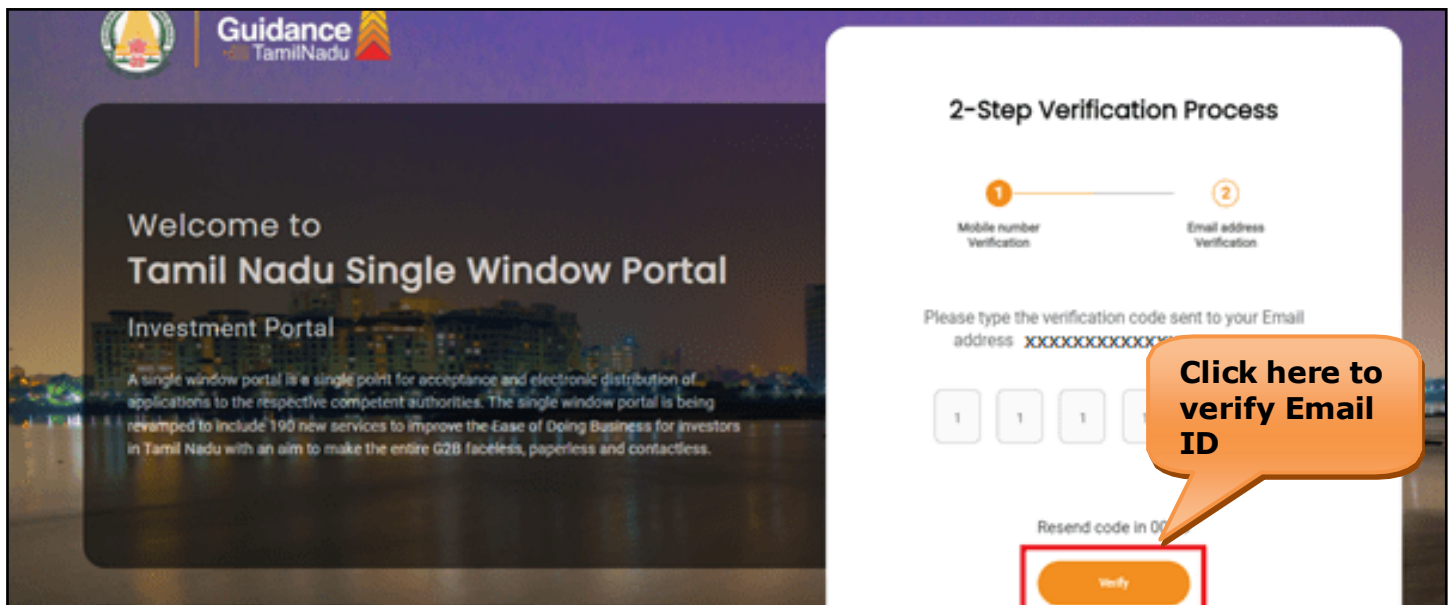 Guidance
TamilNadu
Welcome to
Tamil Nadu Single Window Portal
Investment Portal
A single window portal is a single point for acceptance and electronic distribution of
applications to the respective competent authorities. The single window portal is being
revamped to include 190 new services to improve the Ease of Doing Business for investors
in Tamil Nadu with an aim to make the entire G2B faceless, paperless and contactless.
2-Step Verification Process
1
2
Mobile number
Verification
Email address
Verification
Please type the verification code sent to your Email
address XXXXXXXXXXXXX
1 1 1 1
Click here to
verify Email
ID
Resend code in 00
Verify